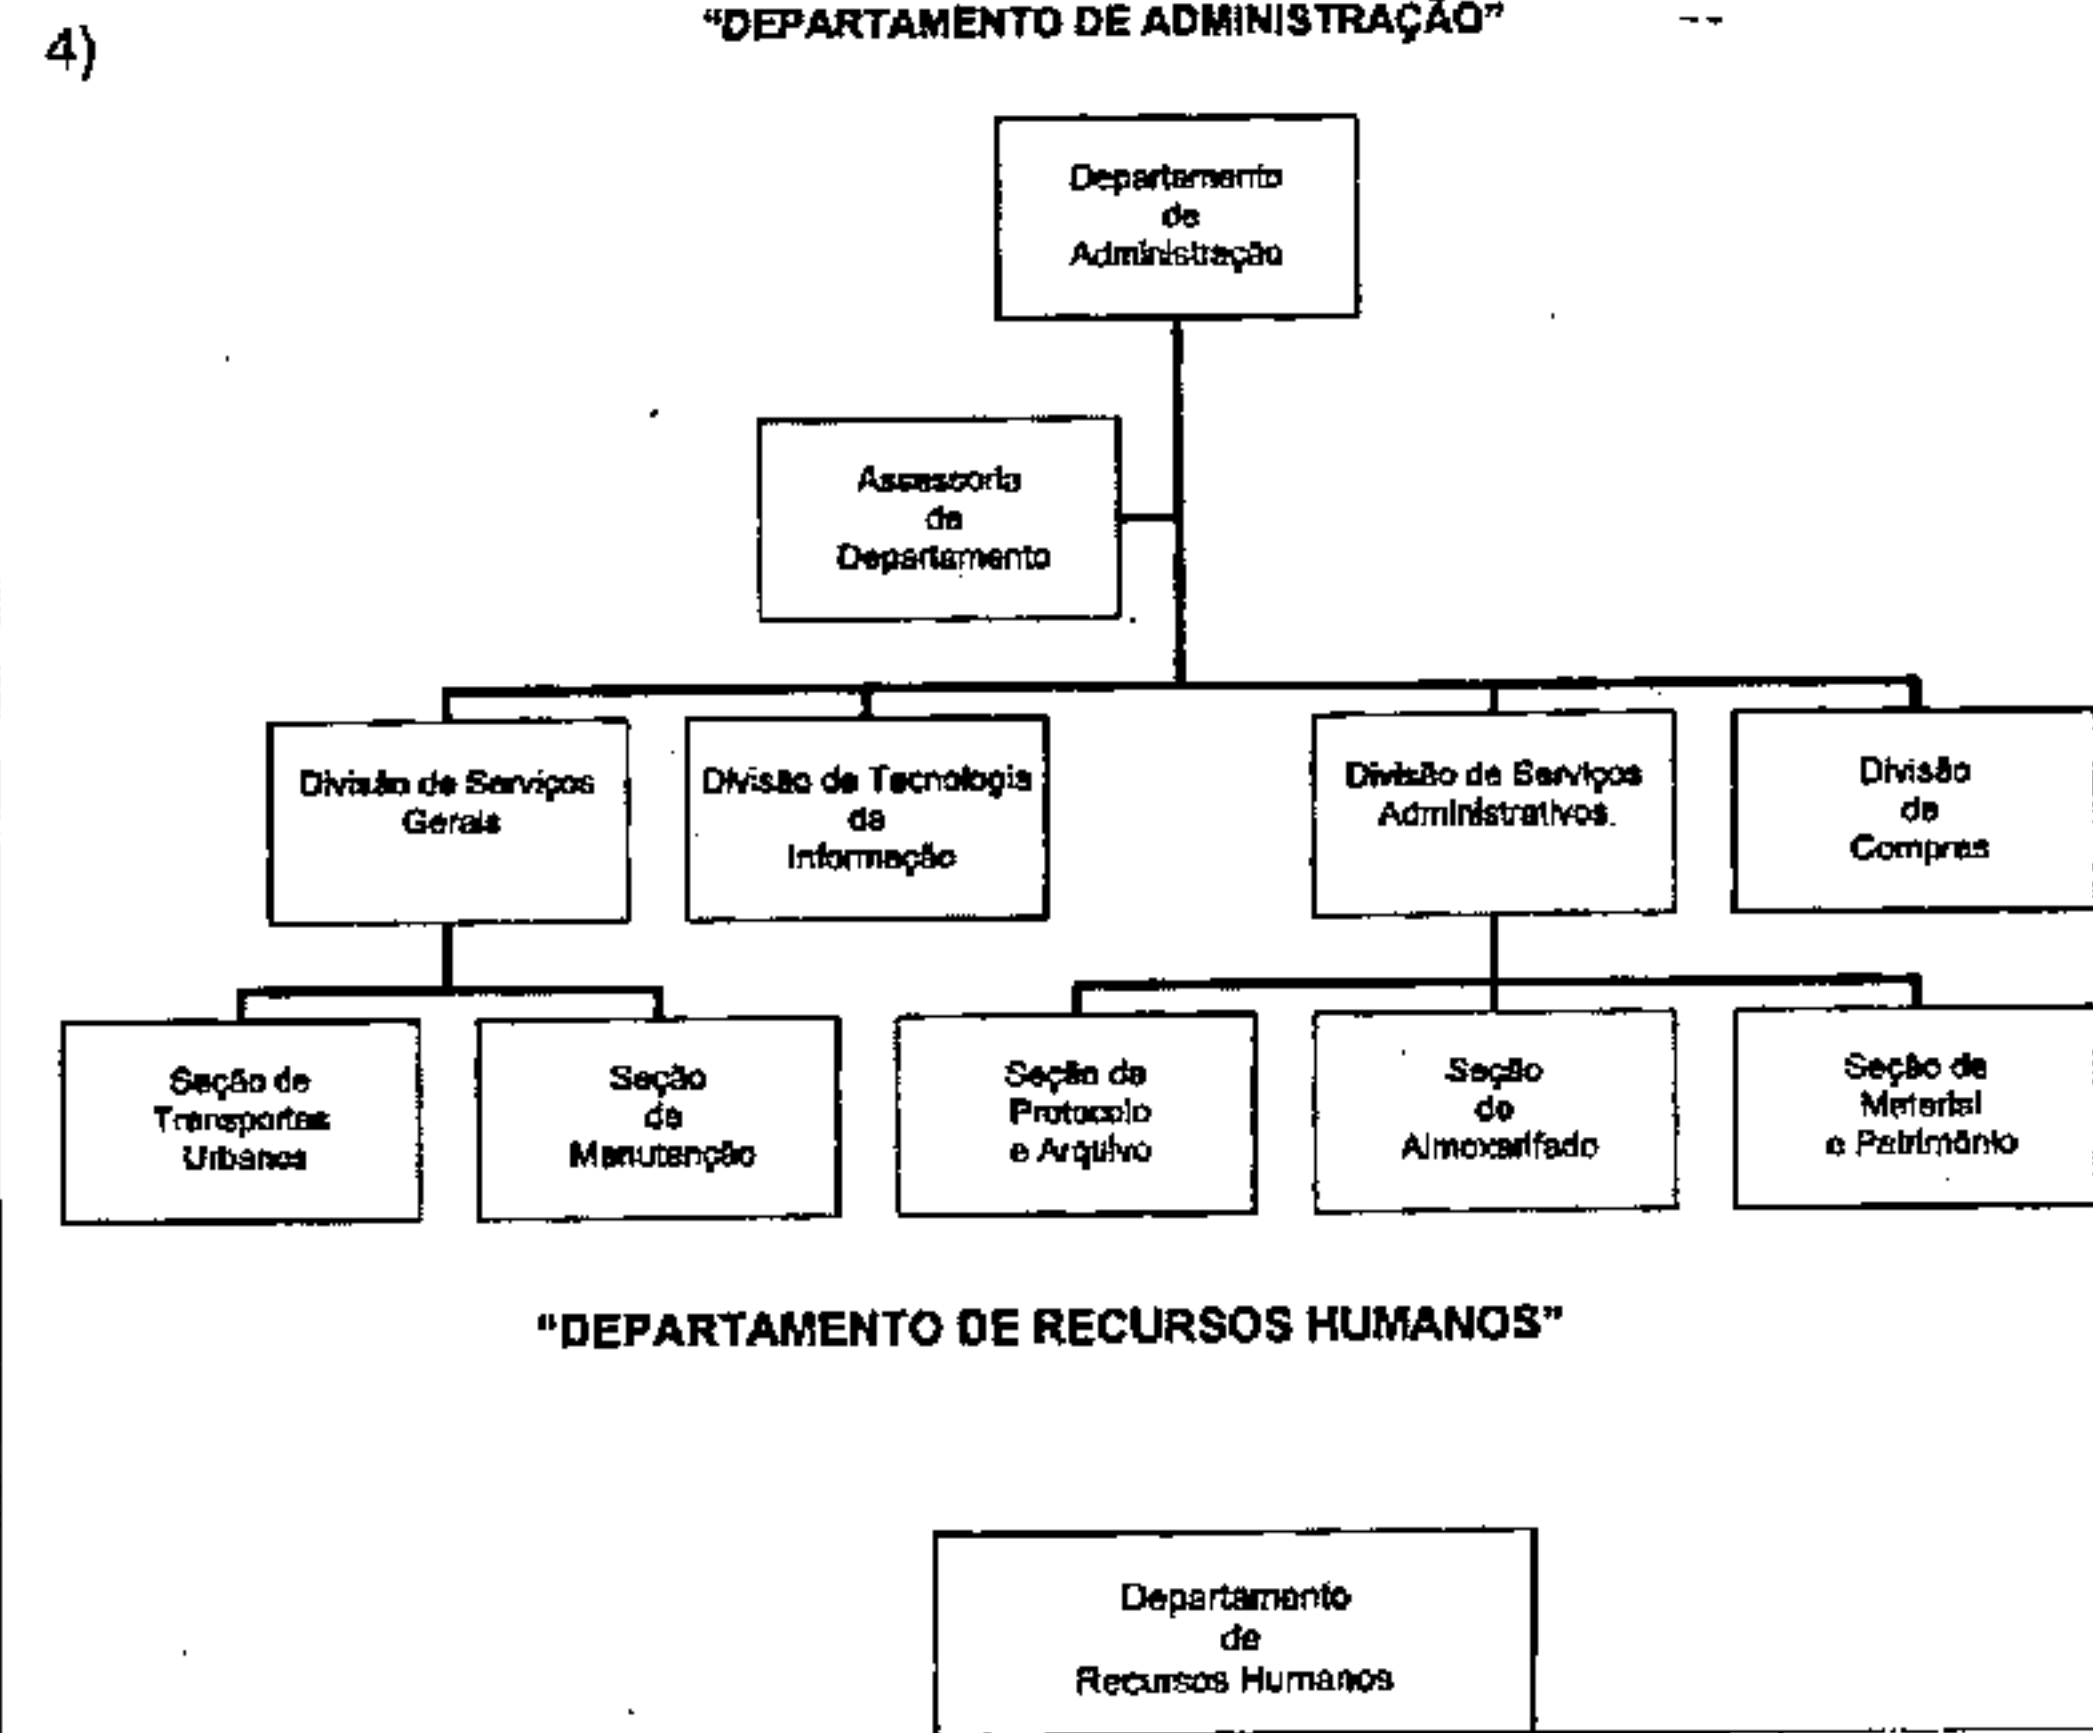 4)
“DEPARTAMENTO DE ADMINISTRAÇÃO”
Departamento
de
Administração
Assessoria
de
Departamento
Divisão de Serviços
Gerais
Divisão de Tecnologia
da
Informação
Divisão de Serviços
Administrativos.
Divisão
de
Compras
Seção de
Transportes
Urbanos
Seção
de
Manutenção
Seção de
Protocolo
e Arquivo
Seção
do
Almoxarifado
Seção de
Material
e Patrimônio
“DEPARTAMENTO DE RECURSOS HUMANOS”
Departamento
de
Recursos Humanos